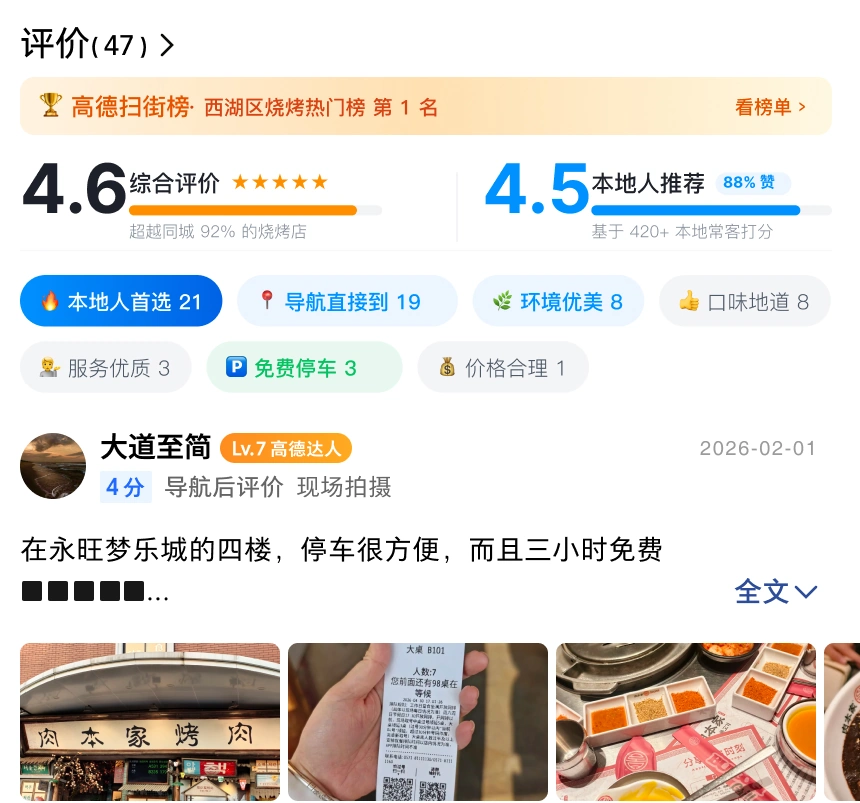 评价(47) >
高德扫街榜· 西湖区烧烤热门榜 第 1 名 看榜单 >
4.6 综合评价 ★★★★★
超越同城 92% 的烧烤店
4.5 本地人推荐 88% 赞
基于 420+ 本地常客打分
本地人首选 21 导航直接到 19 环境优美 8 口味地道 8
服务优质 3 免费停车 3 价格合理 1
大道至简 Lv.7 高德达人 2026-02-01
4 分 导航后评价 现场拍摄
在永旺梦乐城的四楼，停车很方便，而且三小时免费
■■■■■... 全文
肉本家烤肉
大桌 B101
人数:7
您前面还有98桌在
等候